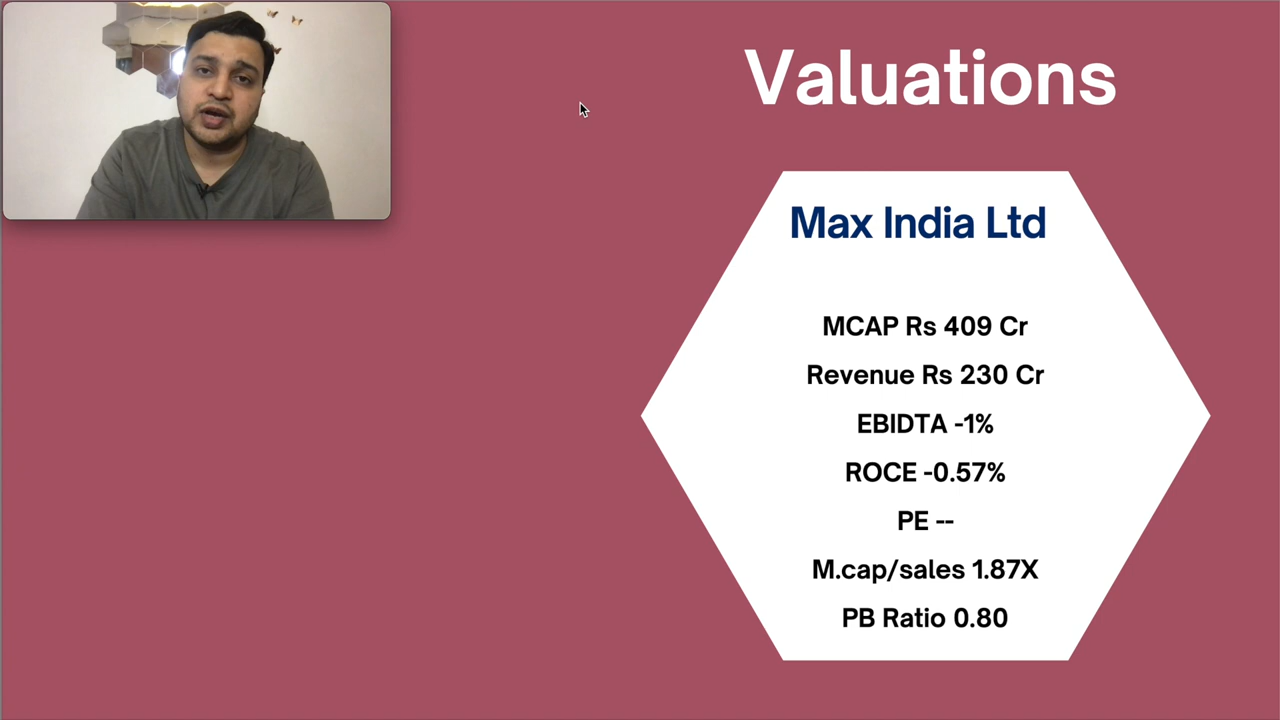 Valuations
Max India Ltd
MCAP Rs 409 Cr
Revenue Rs 230 Cr
EBIDTA -1%
ROCE -0.57%
PE --
M.cap/sales 1.87X
PB Ratio 0.80